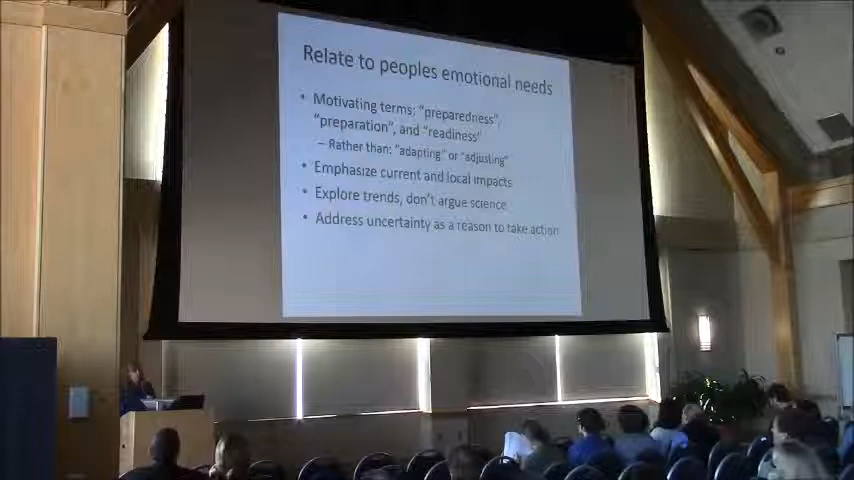 Relate to peoples emotional needs
• Motivating terms; "preparedness",
"preparation", and "readiness"
– Rather than: "adapting" or "adjusting"
• Emphasize current and local impacts
• Explore trends, don't argue science
• Address uncertainty as a reason to take action